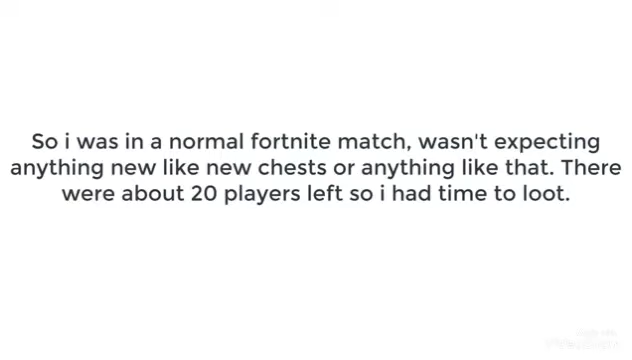 So i was in a normal fortnite match, wasn't expecting
anything new like new chests or anything like that. There
were about 20 players left so i had time to loot.